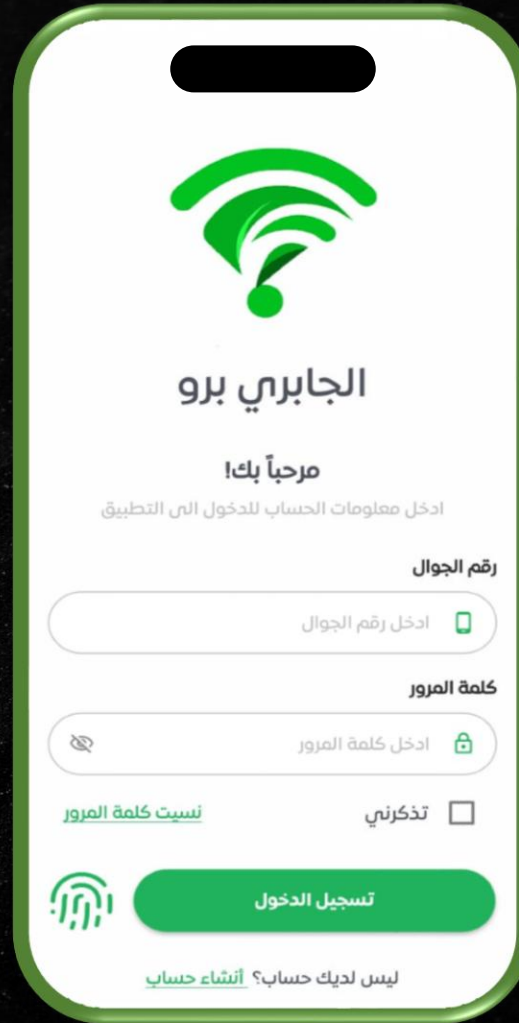 الجابري برو
مرحباً بك!
ادخل معلومات الحساب للدخول الى التطبيق
رقم الجوال
ادخل رقم الجوال
كلمة المرور
ادخل كلمة المرور
تذكرني نسيت كلمة المرور
تسجيل الدخول
ليس لديك حساب؟ أنشاء حساب